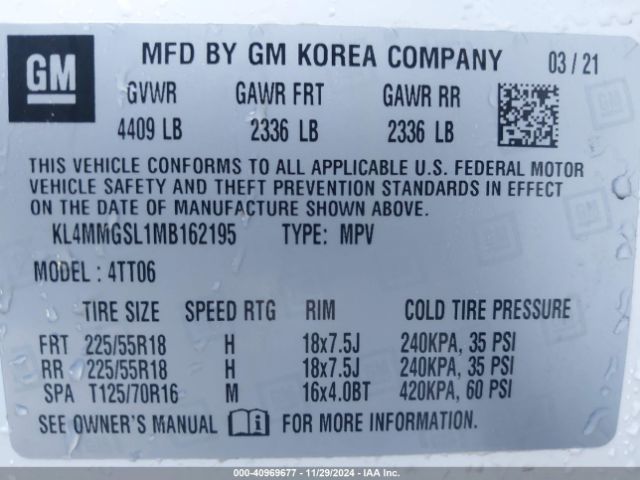 GM MFD BY GM KOREA COMPANY 03 / 21
GVWR GAWR FRT GAWR RR
4409 LB 2336 LB 2336 LB
THIS VEHICLE CONFORMS TO ALL APPLICABLE U.S. FEDERAL MOTOR
VEHICLE SAFETY AND THEFT PREVENTION STANDARDS IN EFFECT
ON THE DATE OF MANUFACTURE SHOWN ABOVE.
KL4MMGSL1MB162195 TYPE: MPV
MODEL : 4TT06
TIRE SIZE SPEED RTG RIM COLD TIRE PRESSURE
FRT 225/55R18 H 18x7.5J 240KPA, 35 PSI
RR 225/55R18 H 18x7.5J 240KPA, 35 PSI
SPA T125/70R16 M 16x4.0BT 420KPA, 60 PSI
SEE OWNER'S MANUAL FOR MORE INFORMATION.
000-40969677 - 11/29/2024 - IAA Inc.